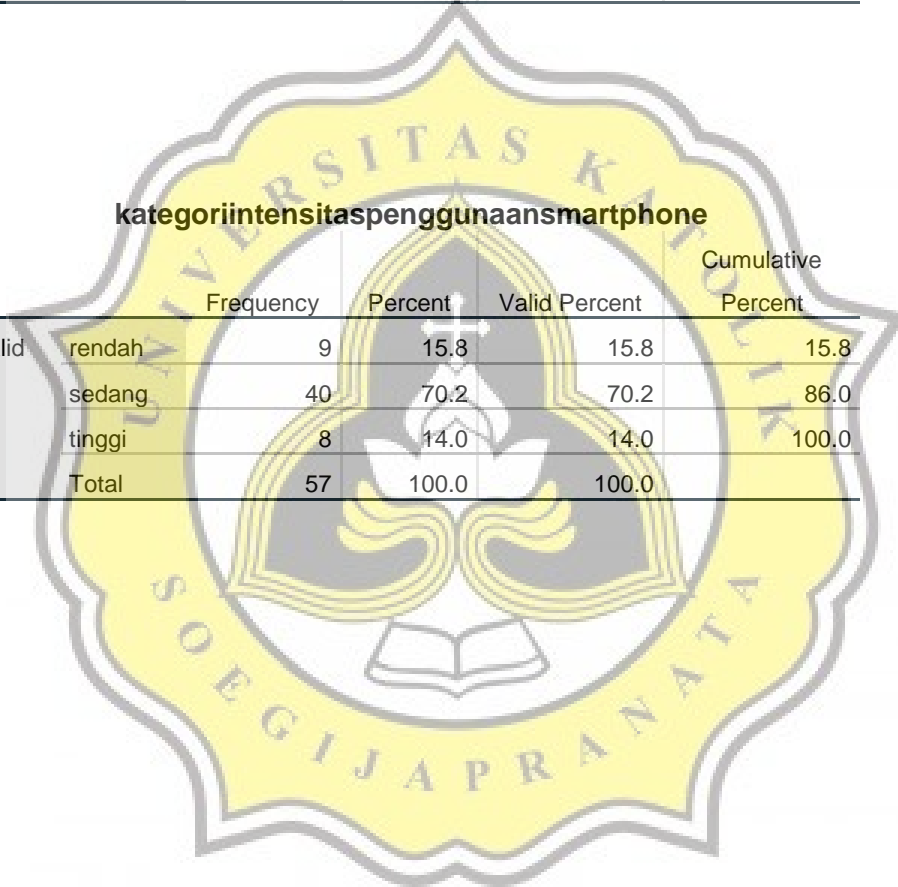 UNIVERSITAS KATOLIK
kategoriintensitaspenggunaansmartphone
Cumulative
Frequency Percent Valid Percent Percent
lid rendah 9 15.8 15.8 15.8
sedang 40 70.2 70.2 86.0
tinggi 8 14.0 14.0 100.0
Total 57 100.0 100.0
SOEGIJAPRANATA